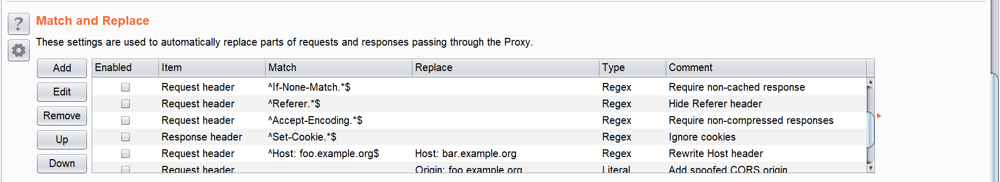 ?
Match and Replace
These settings are used to automatically replace parts of requests and responses passing through the Proxy.
Add
Edit
Remove
Up
Down
Enabled Item Match Replace Type Comment
Request header ^If-None-Match.*$ Regex Require non-cached response
Request header ^Referer.*$ Regex Hide Referer header
Request header ^Accept-Encoding.*$ Regex Require non-compressed responses
Response header ^Set-Cookie.*$ Regex Ignore cookies
Request header ^Host: foo.example.org$ Host: bar.example.org Regex Rewrite Host header
Request header Origin: foo.example.org Literal Add spoofed CORS origin